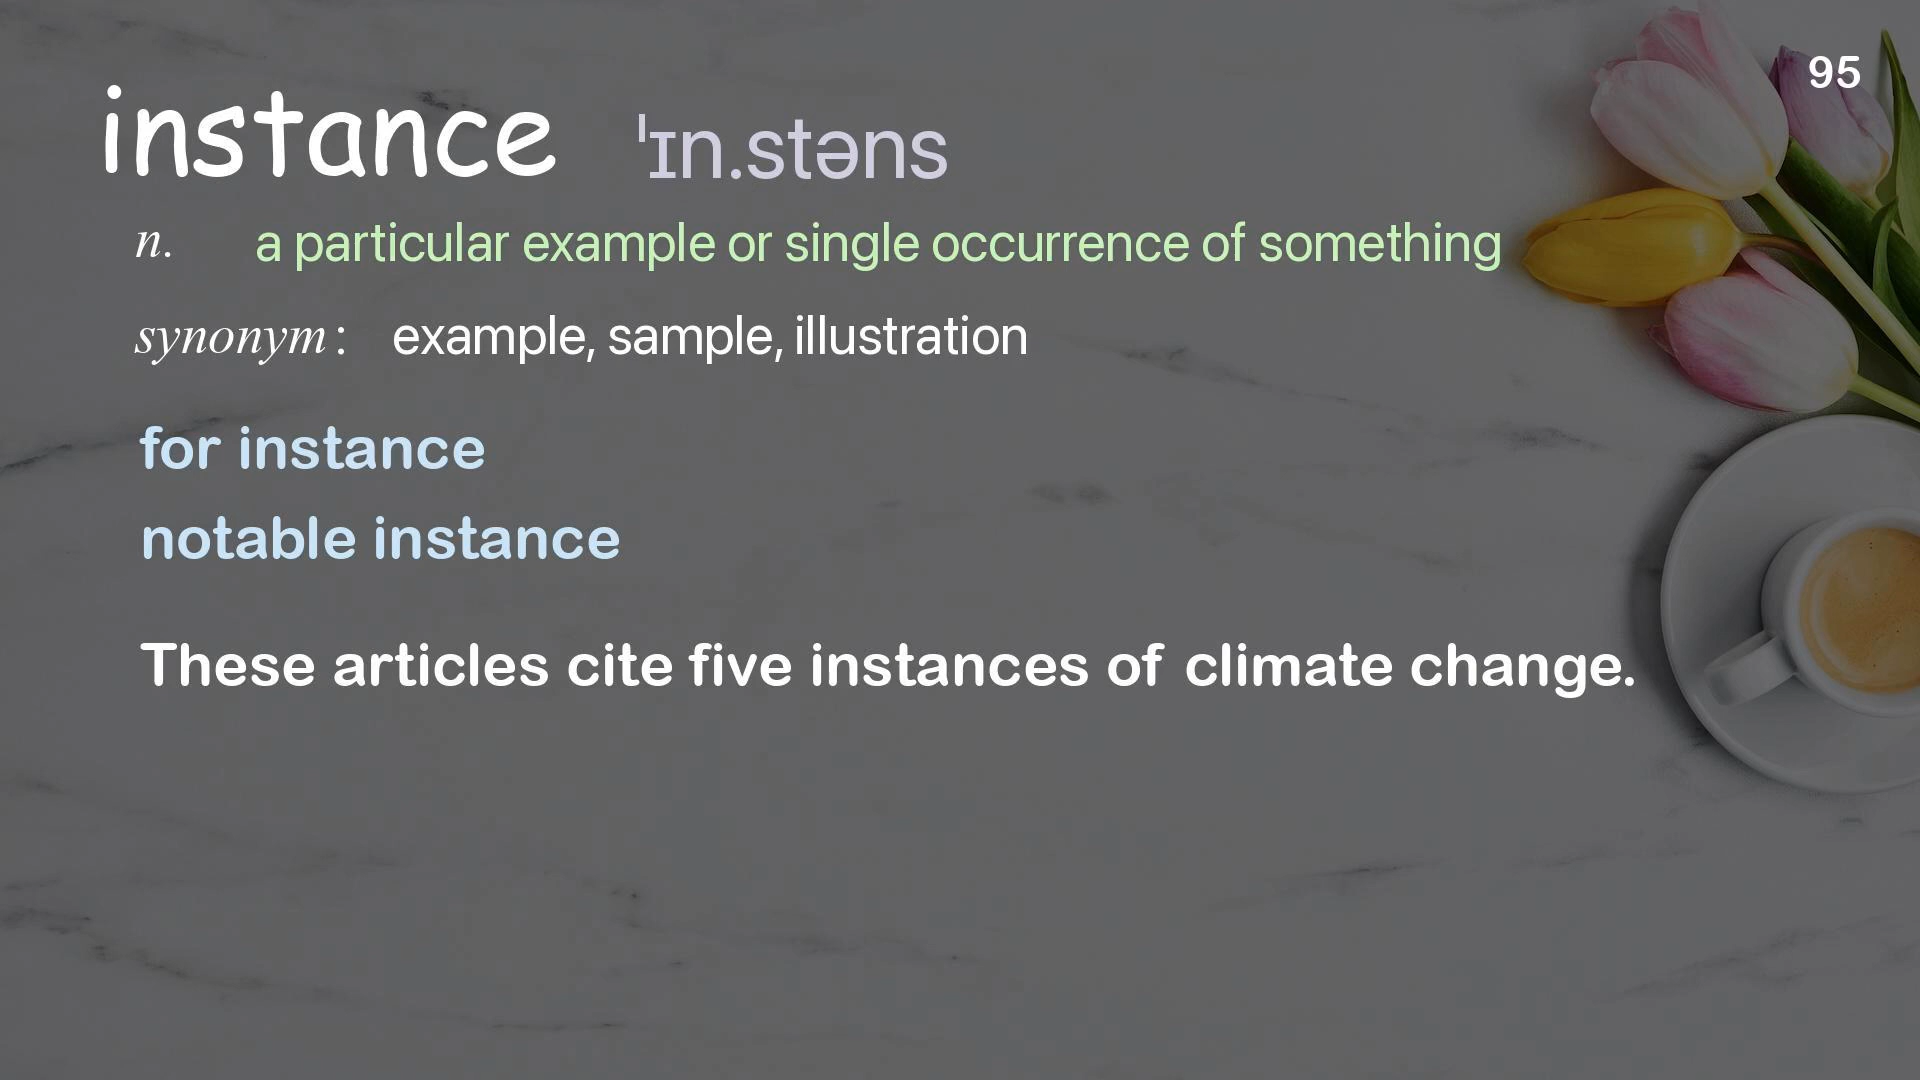 95
instance ˈɪn.stəns
n. a particular example or single occurrence of something
synonym: example, sample, illustration
for instance
notable instance
These articles cite five instances of climate change.